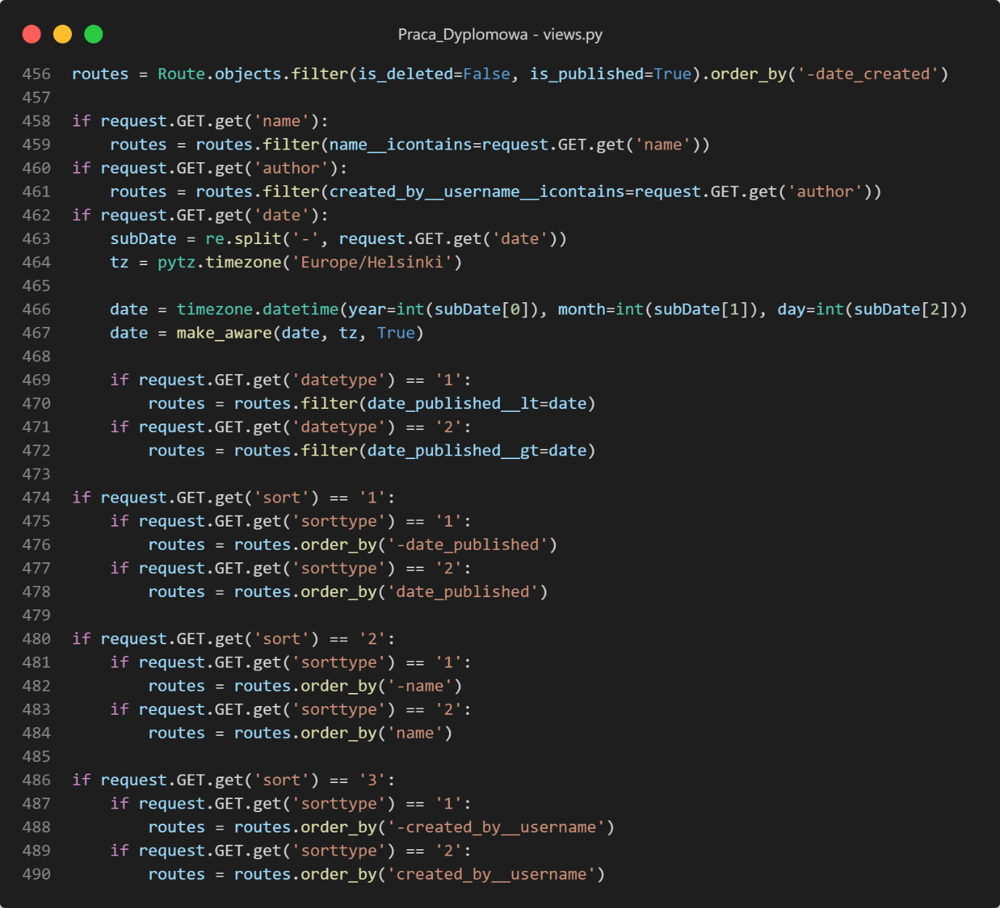 Praca_Dyplomowa - views.py
456 routes = Route.objects.filter(is_deleted=False, is_published=True).order_by('-date_created')
457
458 if request.GET.get('name'):
459     routes = routes.filter(name__icontains=request.GET.get('name'))
460 if request.GET.get('author'):
461     routes = routes.filter(created_by__username__icontains=request.GET.get('author'))
462 if request.GET.get('date'):
463     subDate = re.split('-', request.GET.get('date'))
464     tz = pytz.timezone('Europe/Helsinki')
465
466     date = timezone.datetime(year=int(subDate[0]), month=int(subDate[1]), day=int(subDate[2]))
467     date = make_aware(date, tz, True)
468
469     if request.GET.get('datetype') == '1':
470         routes = routes.filter(date_published__lt=date)
471     if request.GET.get('datetype') == '2':
472         routes = routes.filter(date_published__gt=date)
473
474 if request.GET.get('sort') == '1':
475     if request.GET.get('sorttype') == '1':
476         routes = routes.order_by('-date_published')
477     if request.GET.get('sorttype') == '2':
478         routes = routes.order_by('date_published')
479
480 if request.GET.get('sort') == '2':
481     if request.GET.get('sorttype') == '1':
482         routes = routes.order_by('-name')
483     if request.GET.get('sorttype') == '2':
484         routes = routes.order_by('name')
485
486 if request.GET.get('sort') == '3':
487     if request.GET.get('sorttype') == '1':
488         routes = routes.order_by('-created_by__username')
489     if request.GET.get('sorttype') == '2':
490         routes = routes.order_by('created_by__username')